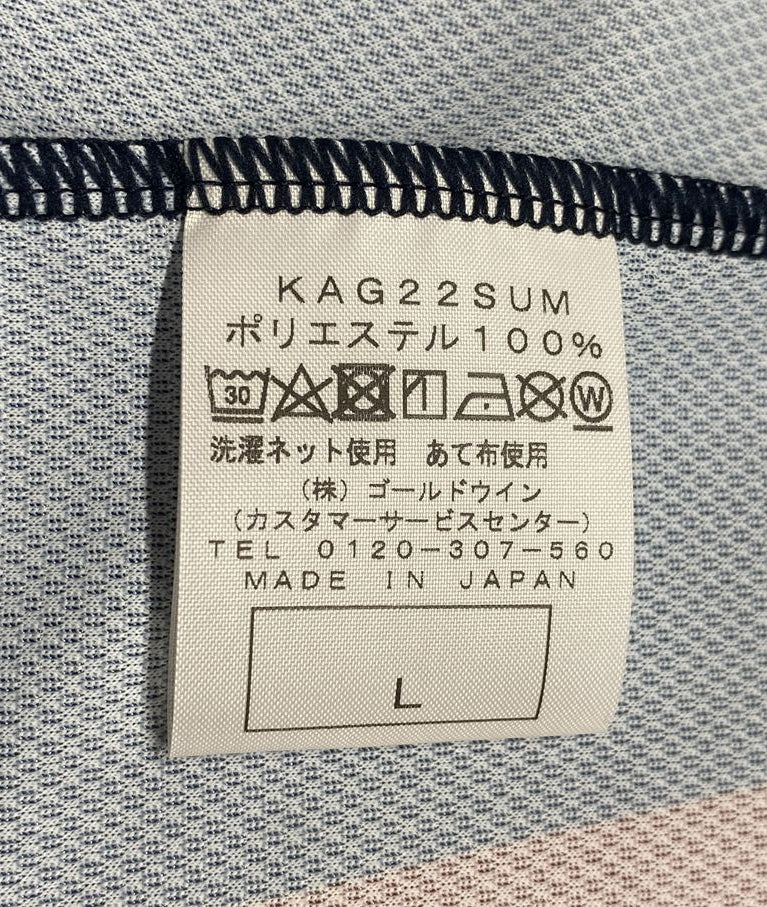 KAG22SUM
ポリエステル100%
30 W
洗濯ネット使用 あて布使用
(株)ゴールドウイン
(カスタマーサービスセンター)
TEL 0120-307-560
MADE IN JAPAN
L